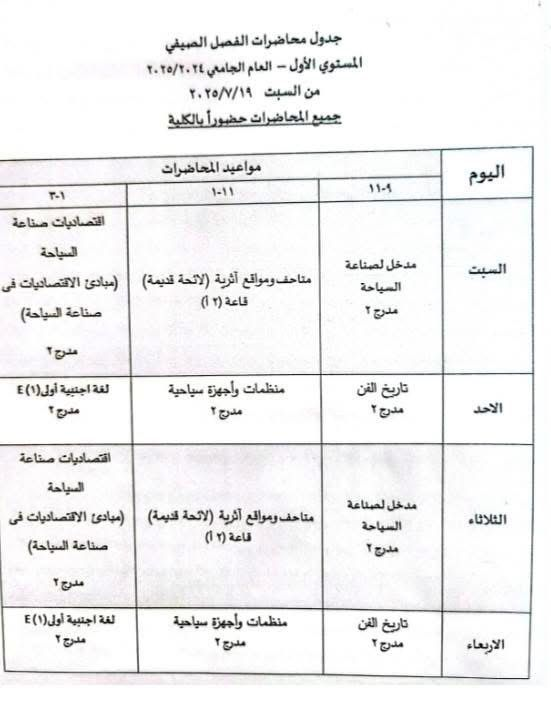 جدول محاضرات الفصل الصيفي
المستوي الأول – العام الجامعي ٢٠٢٥/٢٠٢٤
من السبت ٢٠٢٥/٧/١٩
جميع المحاضرات حضوراً بالكلية
اليوم
مواعيد المحاضرات
٩-١١
١١-١
١-٣
السبت
مدخل لصناعة
السياحة
مدرج ٢
متاحف ومواقع آثرية (لائحة قديمة)
قاعة (٢ أ)
اقتصاديات صناعة
السياحة
(مبادئ الاقتصاديات فى
صناعة السياحة)
مدرج ٢
الاحد
تاريخ الفن
مدرج ٢
منظمات وأجهزة سياحية
مدرج ٢
لغة اجنبية أولى(١) E
مدرج ٢
الثلاثاء
مدخل لصناعة
السياحة
مدرج ٢
متاحف ومواقع آثرية (لائحة قديمة)
قاعة (٢ أ)
اقتصاديات صناعة
السياحة
(مبادئ الاقتصاديات فى
صناعة السياحة)
مدرج ٢
الاربعاء
تاريخ الفن
مدرج ٢
منظمات وأجهزة سياحية
مدرج ٢
لغة اجنبية أولى(١) E
مدرج ٢